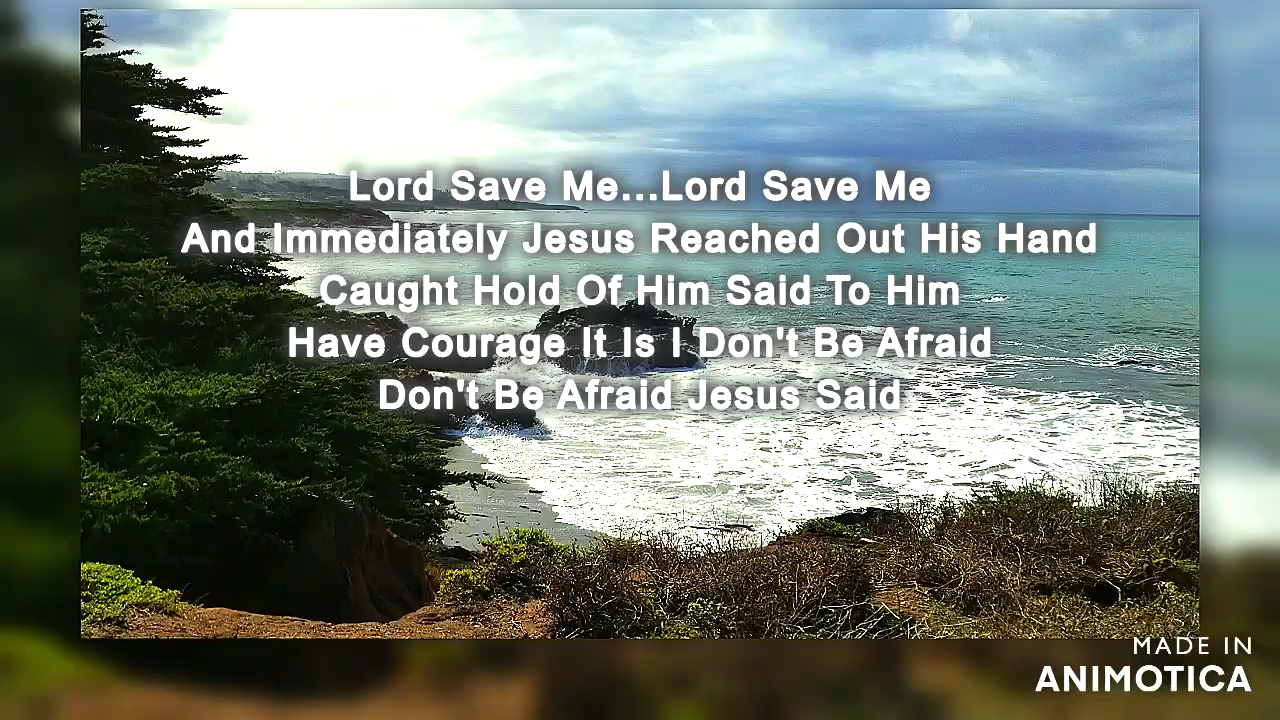 Lord Save Me...Lord Save Me
And Immediately Jesus Reached Out His Hand
Caught Hold Of Him Said To Him
Have Courage It Is I Don't Be Afraid
Don't Be Afraid Jesus Said
MADE IN
ANIMOTICA